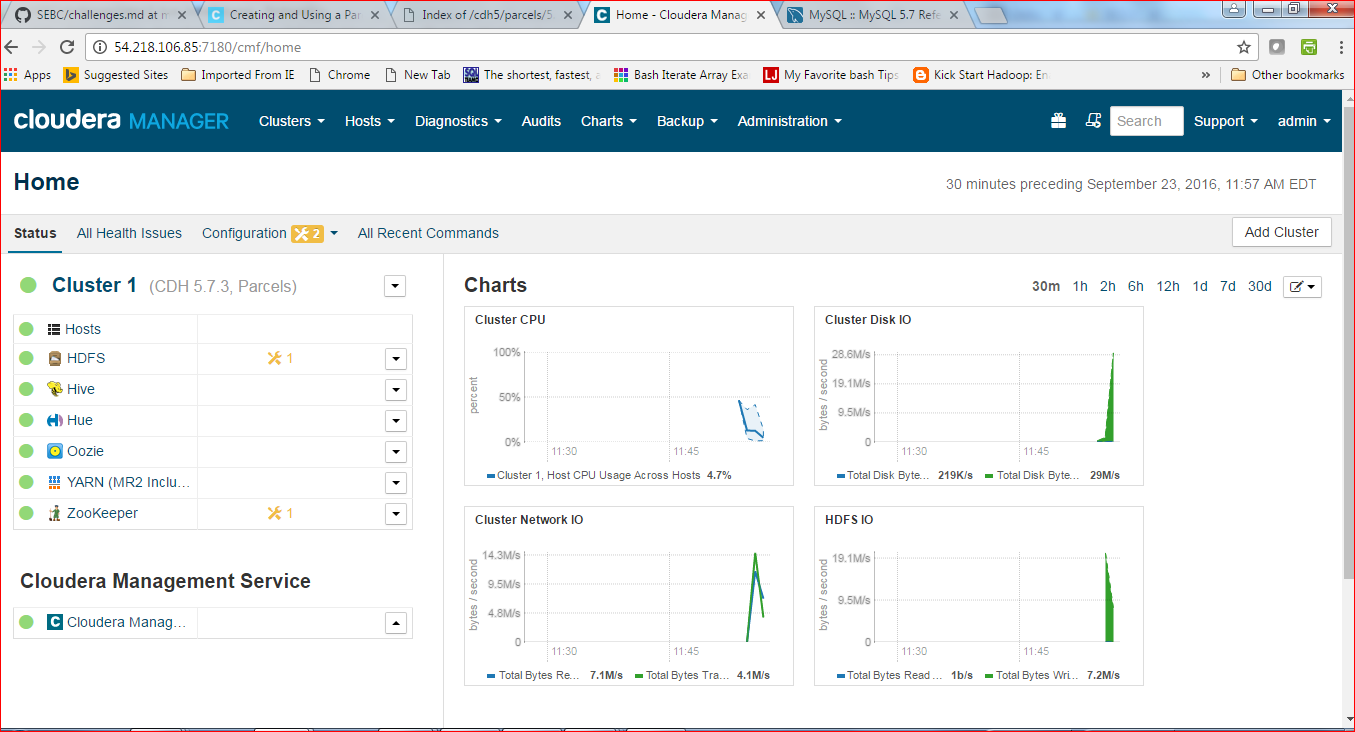 SEBC/challenges.md at m
Creating and Using a Par
Index of /cdh5/parcels/5
Home - Cloudera Manag
MySQL :: MySQL 5.7 Refe
54.218.106.85:7180/cmf/home
Apps Suggested Sites Imported From IE Chrome New Tab The shortest, fastest, a Bash Iterate Array Exa My Favorite bash Tips Kick Start Hadoop: En » Other bookmarks
cloudera MANAGER Clusters Hosts Diagnostics Audits Charts Backup Administration Search Support admin
Home
30 minutes preceding September 23, 2016, 11:57 AM EDT
Status All Health Issues Configuration 2 All Recent Commands Add Cluster
Cluster 1 (CDH 5.7.3, Parcels)
Hosts
HDFS 1
Hive
Hue
Oozie
YARN (MR2 Inclu...
ZooKeeper 1
Cloudera Management Service
Cloudera Manag...
Charts
30m 1h 2h 6h 12h 1d 7d 30d
Cluster CPU
percent
100%
50%
0%
11:30 11:45
Cluster 1, Host CPU Usage Across Hosts 4.7%
Cluster Disk IO
bytes / second
28.6M/s
19.1M/s
9.5M/s
0
11:30 11:45
Total Disk Byte... 219K/s Total Disk Byte... 29M/s
Cluster Network IO
bytes / second
14.3M/s
9.5M/s
4.8M/s
0
11:30 11:45
Total Bytes Re... 7.1M/s Total Bytes Tra... 4.1M/s
HDFS IO
bytes / second
19.1M/s
9.5M/s
0
11:30 11:45
Total Bytes Read ... 1b/s Total Bytes Wri... 7.2M/s